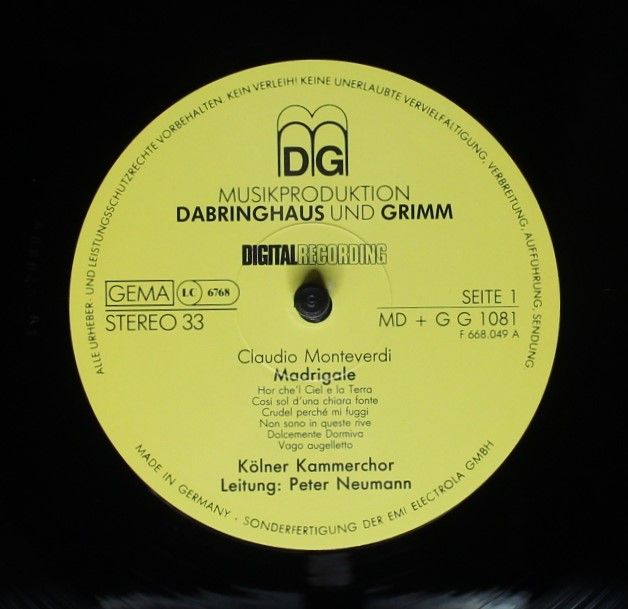 ALLE URHEBER- UND LEISTUNGSSCHUTZRECHTE VORBEHALTEN. KEIN VERLEIH! KEINE UNERLAUBTE VERVIELFÄLTIGUNG, VERBREITUNG, AUFFÜHRUNG, SENDUNG
DG
MUSIKPRODUKTION
DABRINGHAUS UND GRIMM
DIGITALRECORDING
GEMA LC 6768
STEREO 33
SEITE 1
MD + G G 1081
F 668.049 A
Claudio Monteverdi
Madrigale
Hor che'l Ciel e la Terra
Cosi sol d'una chiara fonte
Crudel perché mi fuggi
Non sono in queste rive
Dolcemente Dormiva
Vago augelletto
Kölner Kammerchor
Leitung: Peter Neumann
MADE IN GERMANY · SONDERFERTIGUNG DER EMI ELECTROLA GMBH